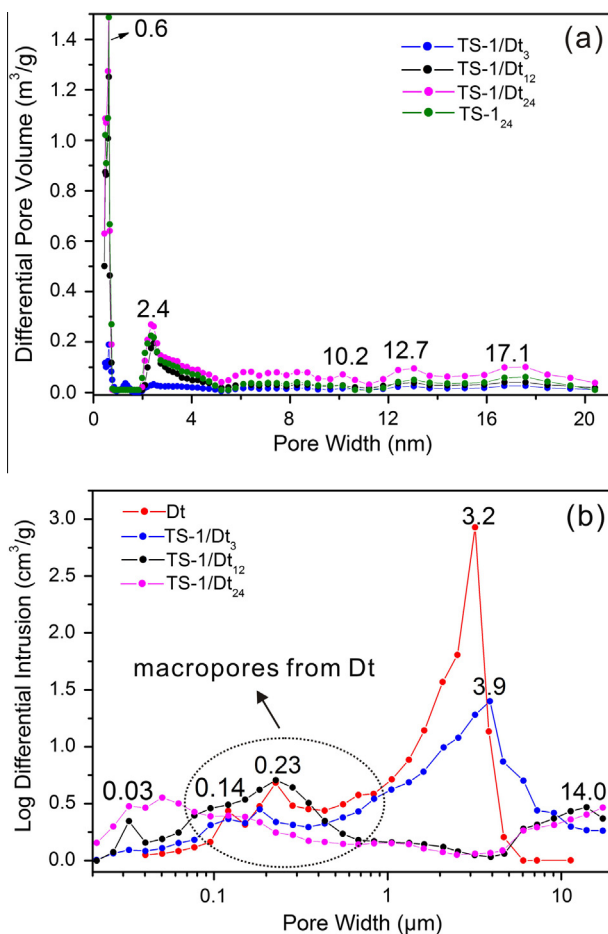 (a)
0.6
TS-1/Dt₃
TS-1/Dt₁₂
TS-1/Dt₂₄
TS-1₂₄
2.4
10.2
12.7
17.1
1.4
1.2
1.0
0.8
0.6
0.4
0.2
0.0
Differential Pore Volume (m³/g)
0 2 4 6 8 10 12 14 16 18 20
Pore Width (nm)
(b)
Dt
TS-1/Dt₃
TS-1/Dt₁₂
TS-1/Dt₂₄
3.2
macropores from Dt
3.9
0.03
0.14
0.23
14.0
3.0
2.5
2.0
1.5
1.0
0.5
0.0
Log Differential Intrusion (cm³/g)
0.1 1 10
Pore Width (µm)